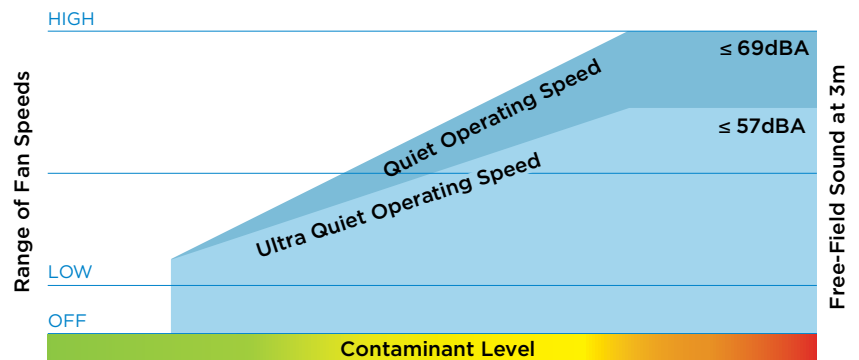 HIGH
≤ 69dBA
Quiet Operating Speed
≤ 57dBA
Ultra Quiet Operating Speed
Range of Fan Speeds
Free-Field Sound at 3m
LOW
OFF
Contaminant Level